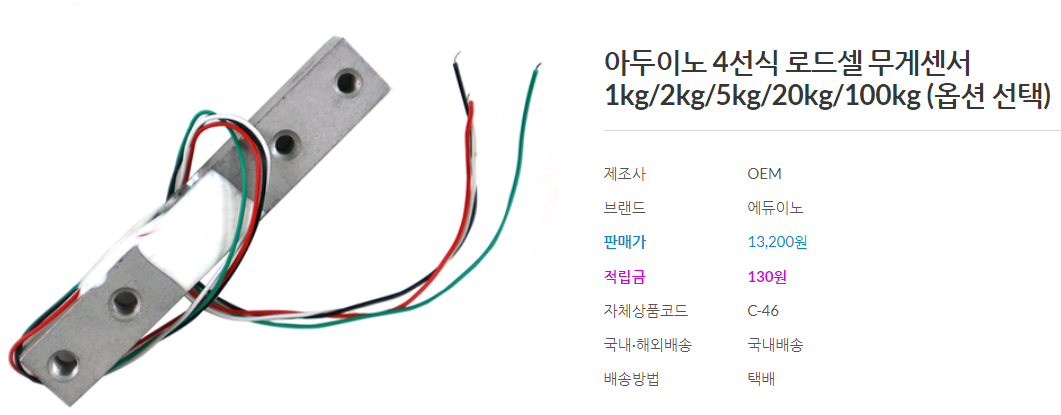 아두이노 4선식 로드셀 무게센서
1kg/2kg/5kg/20kg/100kg (옵션 선택)
제조사 OEM
브랜드 에듀이노
판매가 13,200원
적립금 130원
자체상품코드 C-46
국내·해외배송 국내배송
배송방법 택배